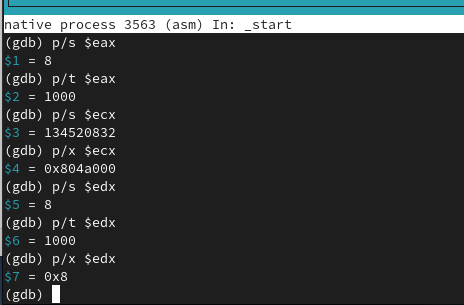 native process 3563 (asm) In: _start
(gdb) p/s $eax
$1 = 8
(gdb) p/t $eax
$2 = 1000
(gdb) p/s $ecx
$3 = 134520832
(gdb) p/x $ecx
$4 = 0x804a000
(gdb) p/s $edx
$5 = 8
(gdb) p/t $edx
$6 = 1000
(gdb) p/x $edx
$7 = 0x8
(gdb)